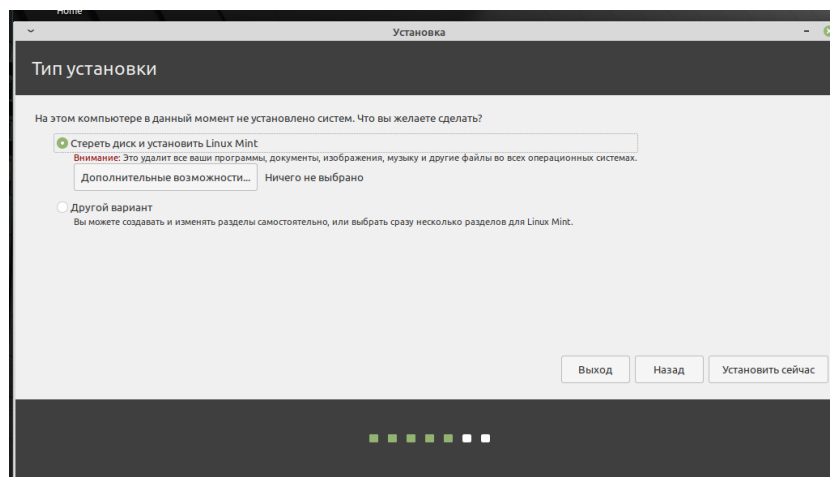 Home
Установка
Тип установки
На этом компьютере в данный момент не установлено систем. Что вы желаете сделать?
Стереть диск и установить Linux Mint
Внимание: Это удалит все ваши программы, документы, изображения, музыку и другие файлы во всех операционных системах.
Дополнительные возможности... Ничего не выбрано
Другой вариант
Вы можете создавать и изменять разделы самостоятельно, или выбрать сразу несколько разделов для Linux Mint.
Выход Назад Установить сейчас